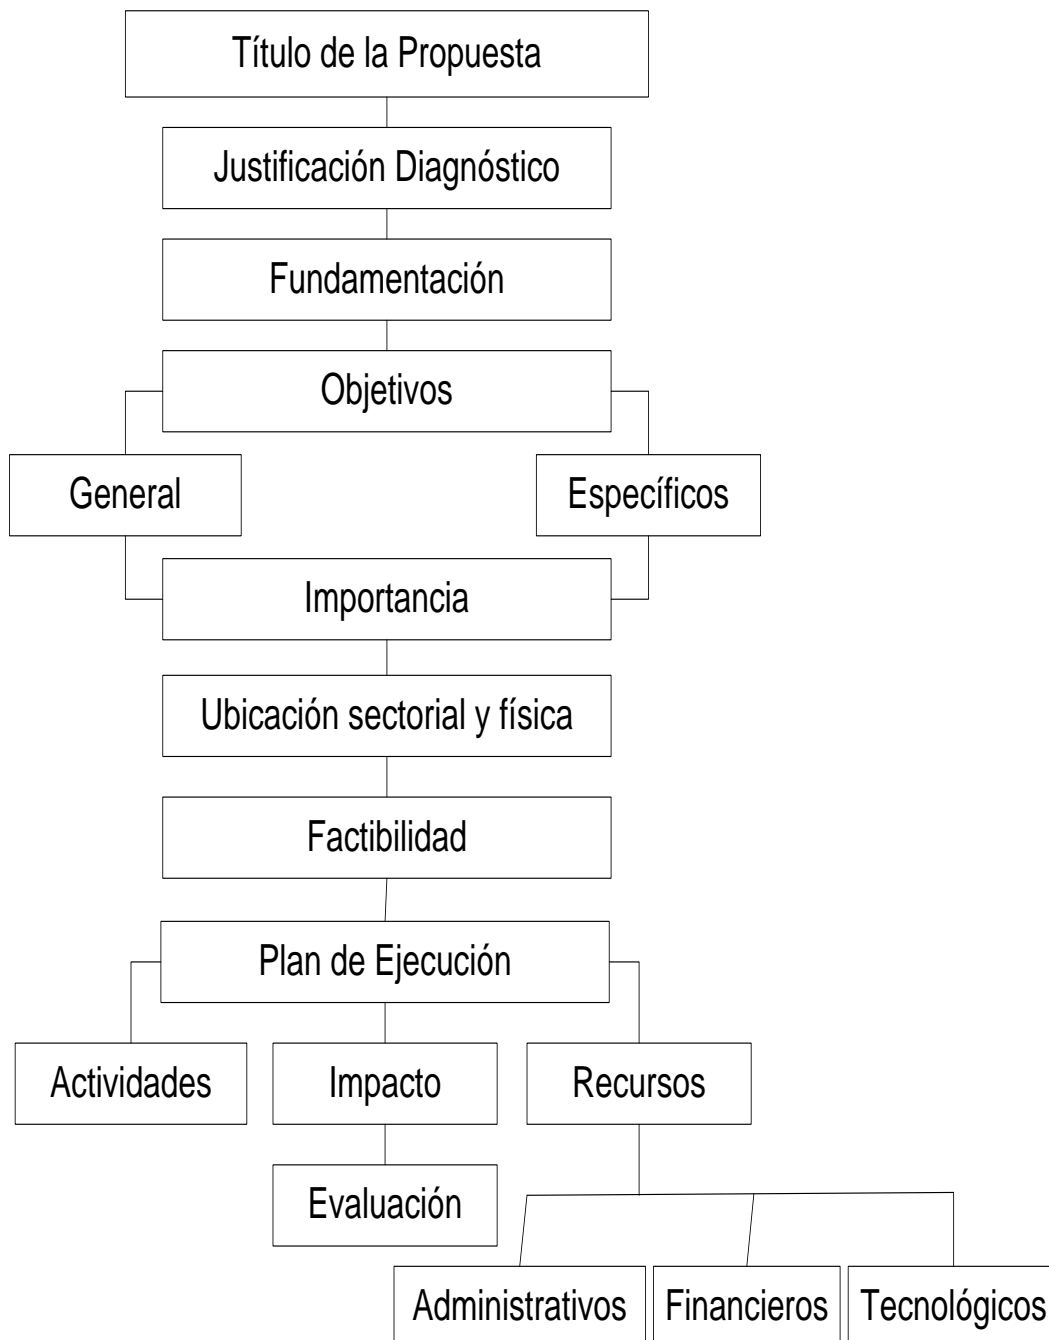 Título de la Propuesta
Justificación Diagnóstico
Fundamentación
Objetivos
General
Específicos
Importancia
Ubicación sectorial y física
Factibilidad
Plan de Ejecución
Actividades
Impacto
Recursos
Evaluación
Administrativos
Financieros
Tecnológicos